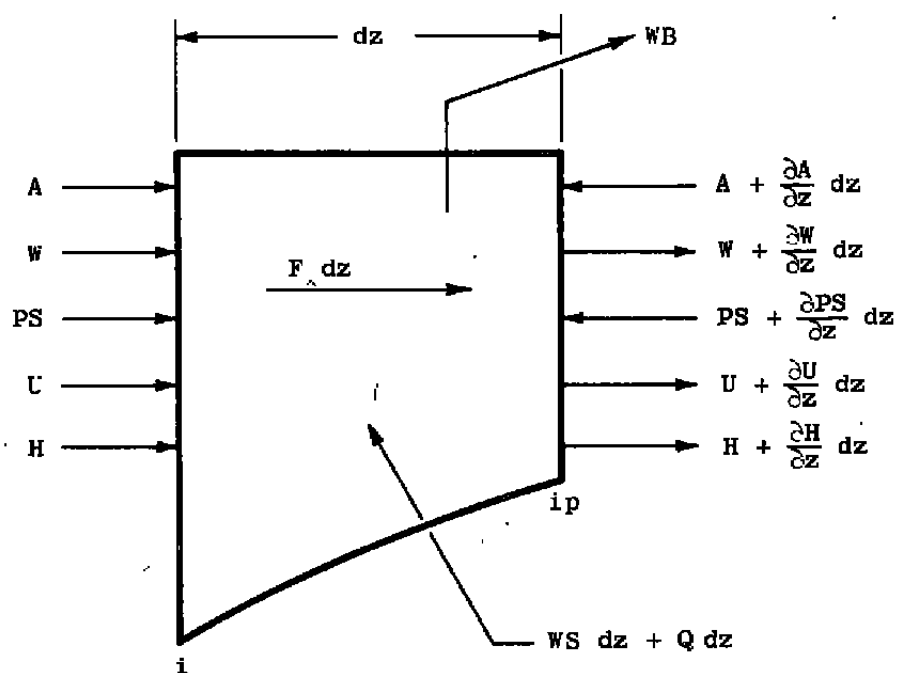 dz
WB
A
A + ∂A/∂z dz
W
W + ∂W/∂z dz
F dz
PS
PS + ∂PS/∂z dz
U
U + ∂U/∂z dz
H
H + ∂H/∂z dz
ip
WS dz + Q dz
i